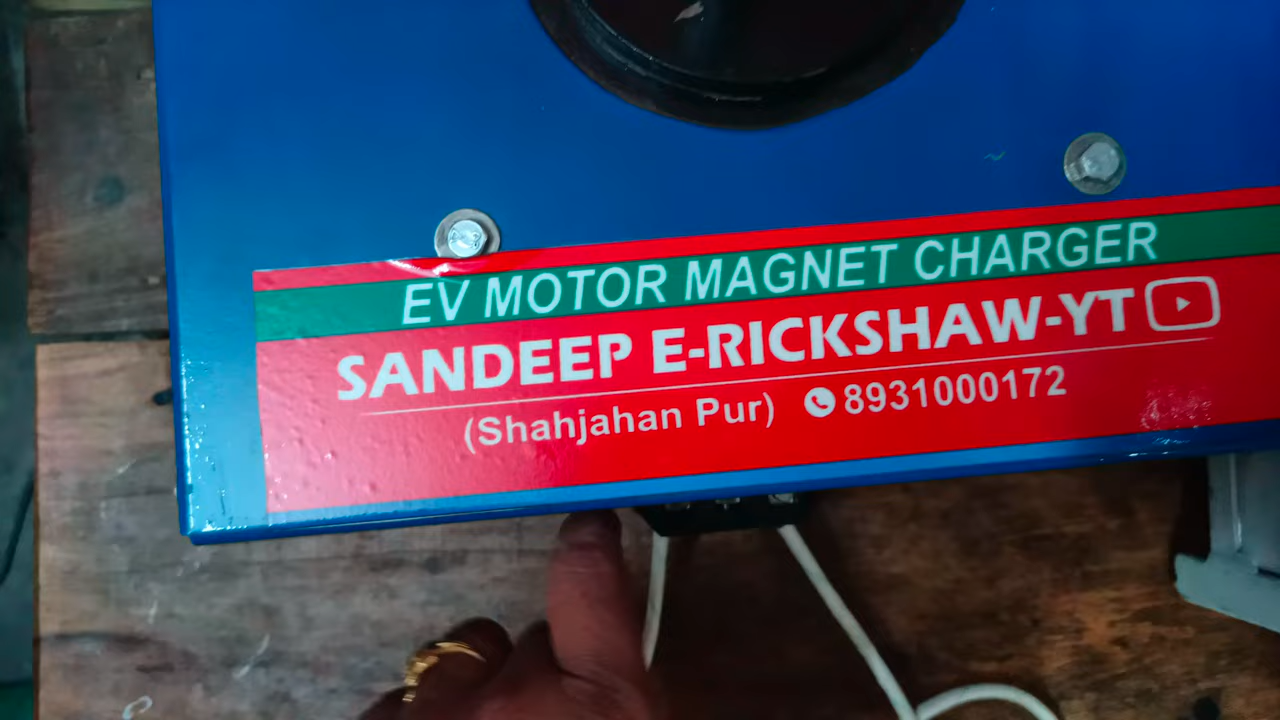 EV MOTOR MAGNET CHARGER
SANDEEP E-RICKSHAW-YT
(Shahjahan Pur) 8931000172